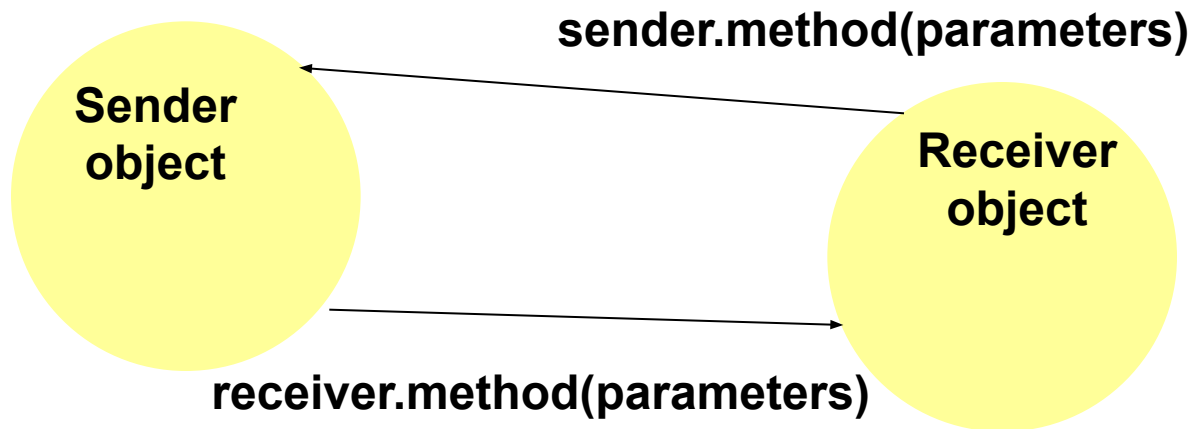 sender.method(parameters)
Sender
object
Receiver
object
receiver.method(parameters)